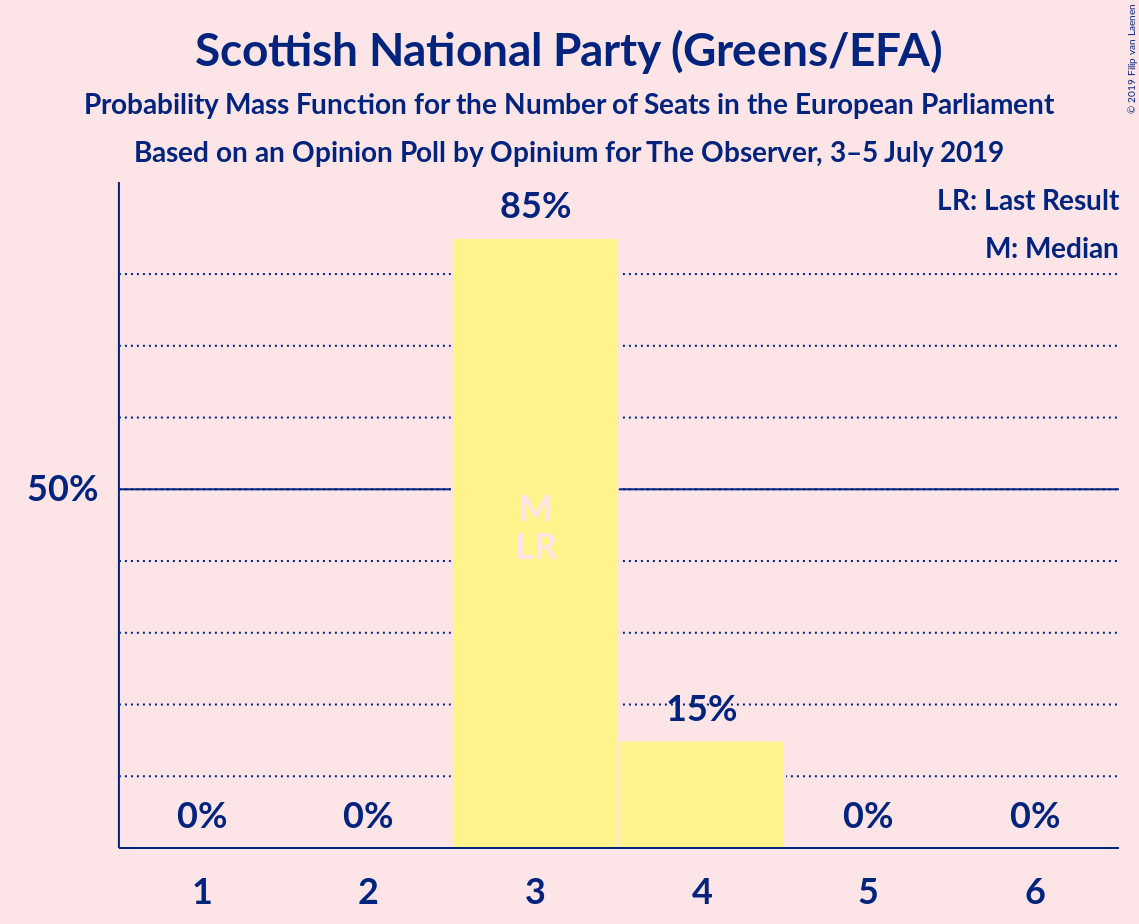 Scottish National Party (Greens/EFA)
Probability Mass Function for the Number of Seats in the European Parliament
Based on an Opinion Poll by Opinium for The Observer, 3–5 July 2019
© 2019 Filip van Laenen
LR: Last Result
M: Median
85%
50%
M
LR
15%
0%
0%
0%
0%
1
2
3
4
5
6